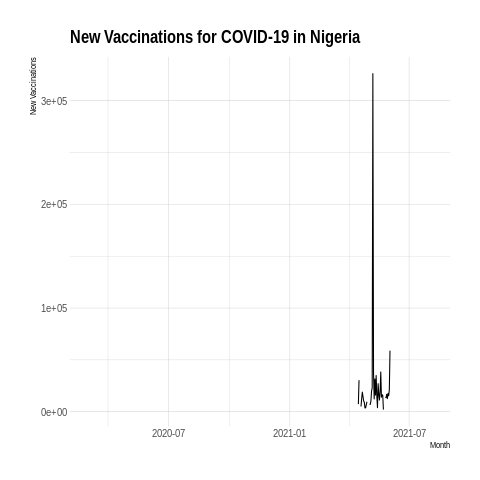 New Vaccinations for COVID-19 in Nigeria
New Vaccinations
3e+05
2e+05
1e+05
0e+00
2020-07
2021-01
2021-07
Month